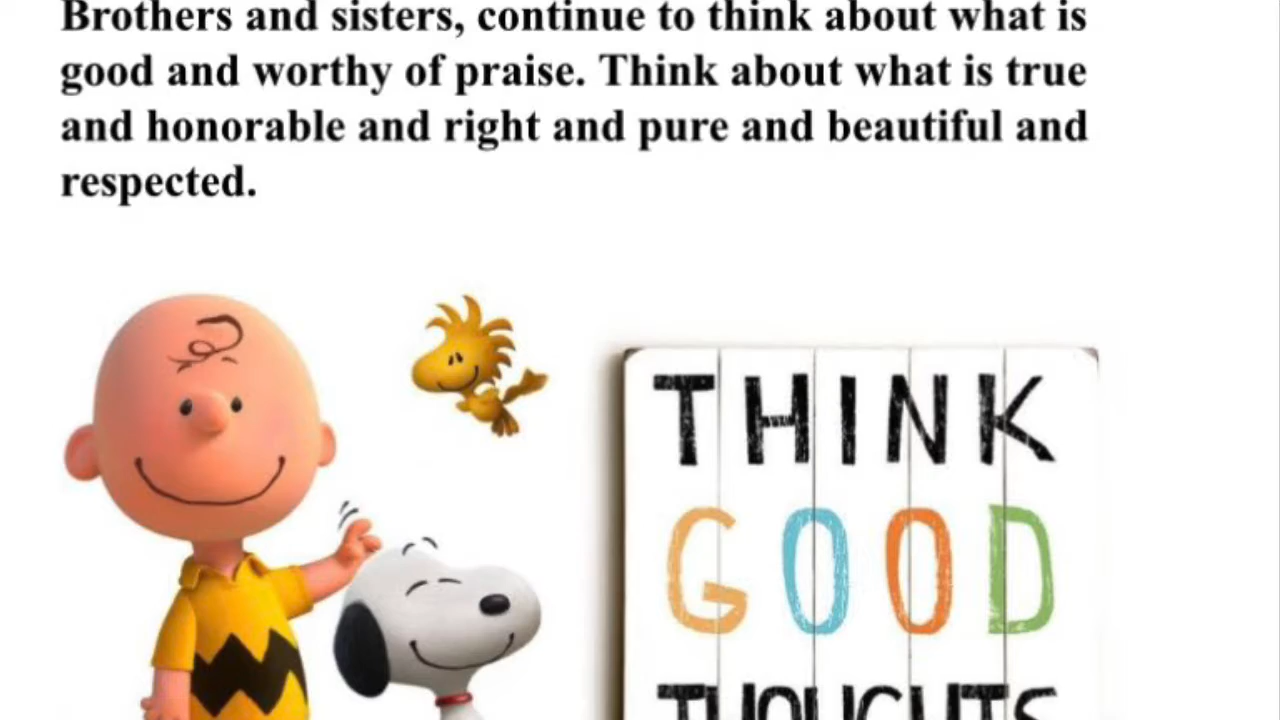 Brothers and sisters, continue to think about what is
good and worthy of praise. Think about what is true
and honorable and right and pure and beautiful and
respected.
THINK
GOOD
THOUGHTS